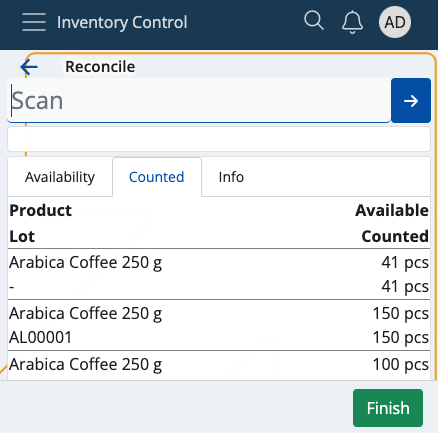 Inventory Control AD
Reconcile
Scan
Availability Counted Info
Product Available
Lot Counted
Arabica Coffee 250 g 41 pcs
- 41 pcs
Arabica Coffee 250 g 150 pcs
AL00001 150 pcs
Arabica Coffee 250 g 100 pcs
Finish